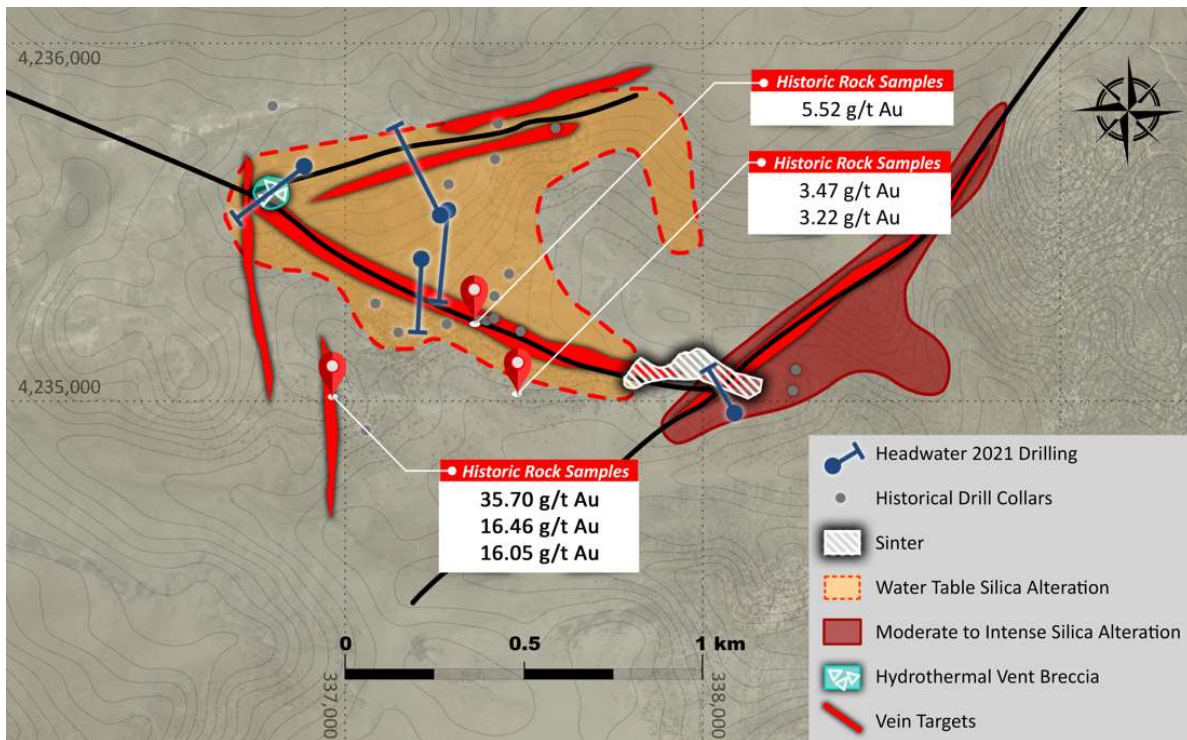 4,236,000
Historic Rock Samples
5.52 g/t Au
Historic Rock Samples
3.47 g/t Au
3.22 g/t Au
4,235,000
Historic Rock Samples
35.70 g/t Au
16.46 g/t Au
16.05 g/t Au
0
0.5
1 km
337,000
338,000
Headwater 2021 Drilling
Historical Drill Collars
Sinter
Water Table Silica Alteration
Moderate to Intense Silica Alteration
Hydrothermal Vent Breccia
Vein Targets